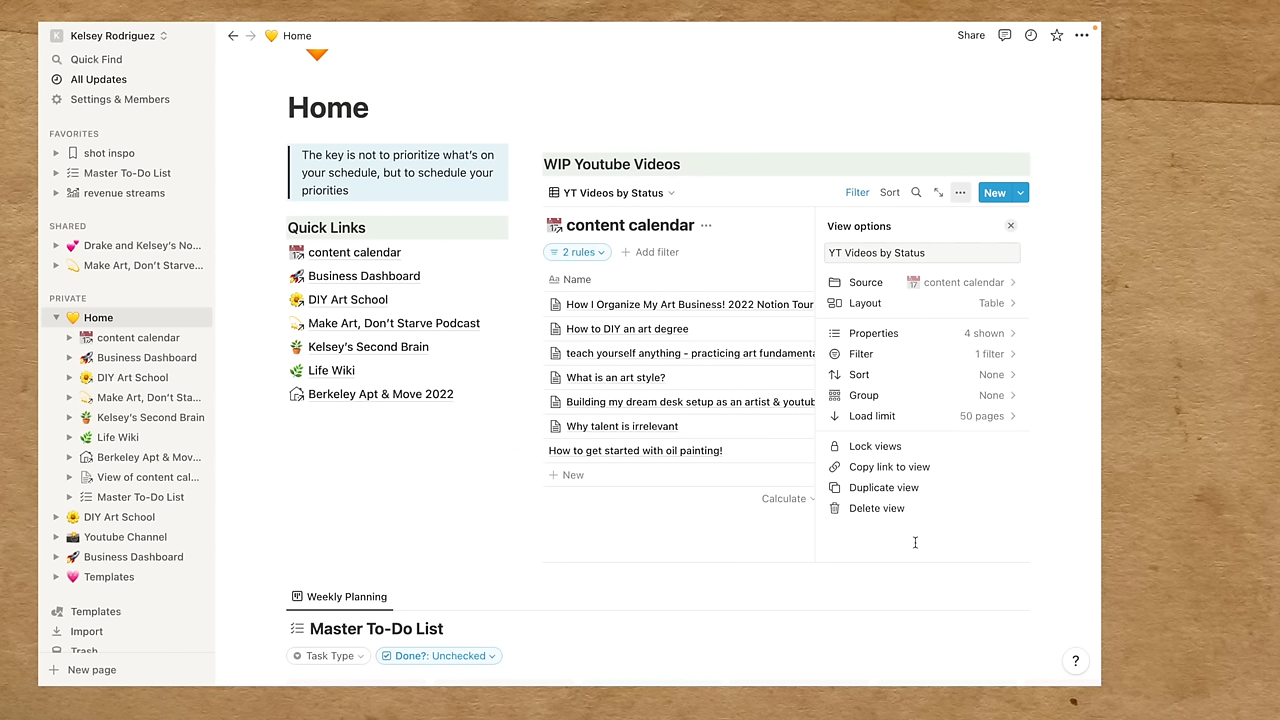 Kelsey Rodriguez
Quick Find
All Updates
Settings & Members
FAVORITES
shot inspo
Master To-Do List
revenue streams
SHARED
Drake and Kelsey's No...
Make Art, Don't Starve...
PRIVATE
Home
content calendar
Business Dashboard
DIY Art School
Make Art, Don't Sta...
Kelsey's Second Brain
Life Wiki
Berkeley Apt & Mov...
View of content cal...
Master To-Do List
DIY Art School
Youtube Channel
Business Dashboard
Templates
Templates
Import
Trash
New page
Home
Share
Home
The key is not to prioritize what's on
your schedule, but to schedule your
priorities
Quick Links
content calendar
Business Dashboard
DIY Art School
Make Art, Don't Starve Podcast
Kelsey's Second Brain
Life Wiki
Berkeley Apt & Move 2022
WIP Youtube Videos
YT Videos by Status
Filter Sort New
content calendar
2 rules Add filter
Aa Name
How I Organize My Art Business! 2022 Notion Tour
How to DIY an art degree
teach yourself anything - practicing art fundamenta
What is an art style?
Building my dream desk setup as an artist & youtub
Why talent is irrelevant
How to get started with oil painting!
New
Calculate
View options
YT Videos by Status
Source content calendar
Layout Table
Properties 4 shown
Filter 1 filter
Sort None
Group None
Load limit 50 pages
Lock views
Copy link to view
Duplicate view
Delete view
Weekly Planning
Master To-Do List
Task Type Done?: Unchecked
?